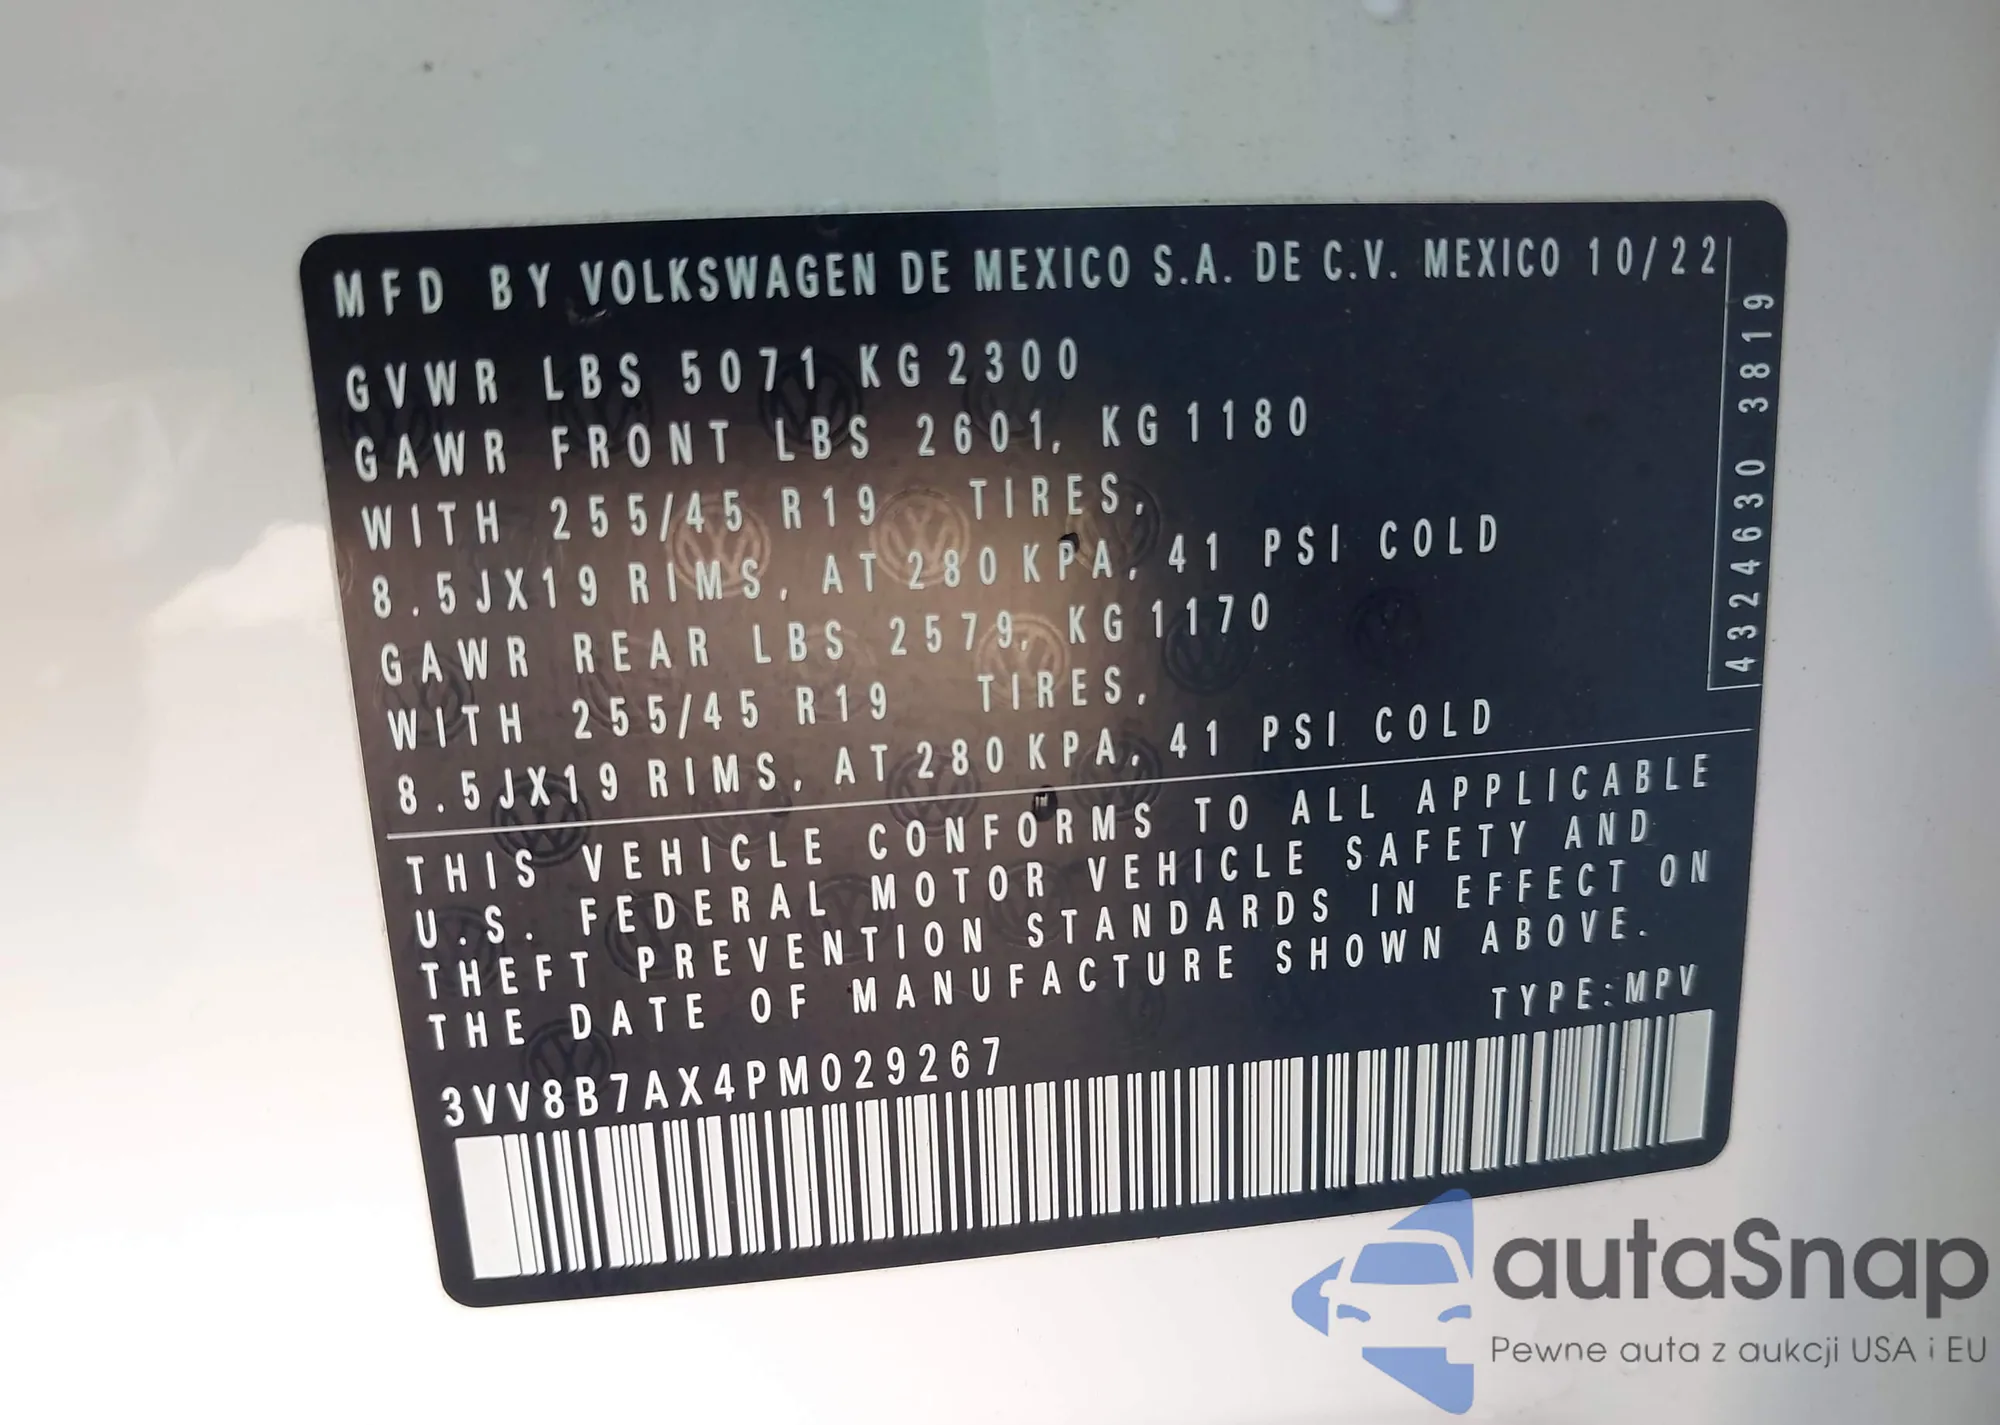 MFD BY VOLKSWAGEN DE MEXICO S.A. DE C.V. MEXICO 10/22
GVWR LBS 5071 KG 2300
GAWR FRONT LBS 2601, KG 1180
WITH 255/45 R19 TIRES,
8.5JX19 RIMS, AT 280 KPA, 41 PSI COLD
GAWR REAR LBS 2579, KG 1170
WITH 255/45 R19 TIRES,
8.5JX19 RIMS, AT 280 KPA, 41 PSI COLD
4324630 3819
THIS VEHICLE CONFORMS TO ALL APPLICABLE
U.S. FEDERAL MOTOR VEHICLE SAFETY AND
THEFT PREVENTION STANDARDS IN EFFECT ON
THE DATE OF MANUFACTURE SHOWN ABOVE.
TYPE:MPV
3VV8B7AX4PM029267
autaSnap
Pewne auta z aukcji USA i EU